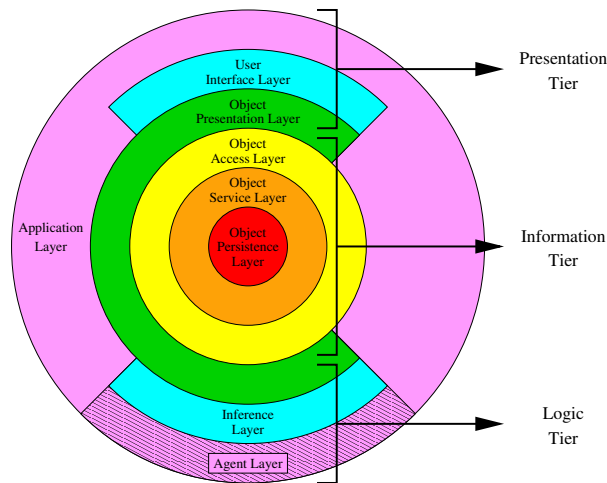 User
Interface Layer
Object
Presentation Layer
Object
Access Layer
Object
Service Layer
Object
Persistence
Layer
Application
Layer
Inference
Layer
Agent Layer
Presentation
Tier
Information
Tier
Logic
Tier